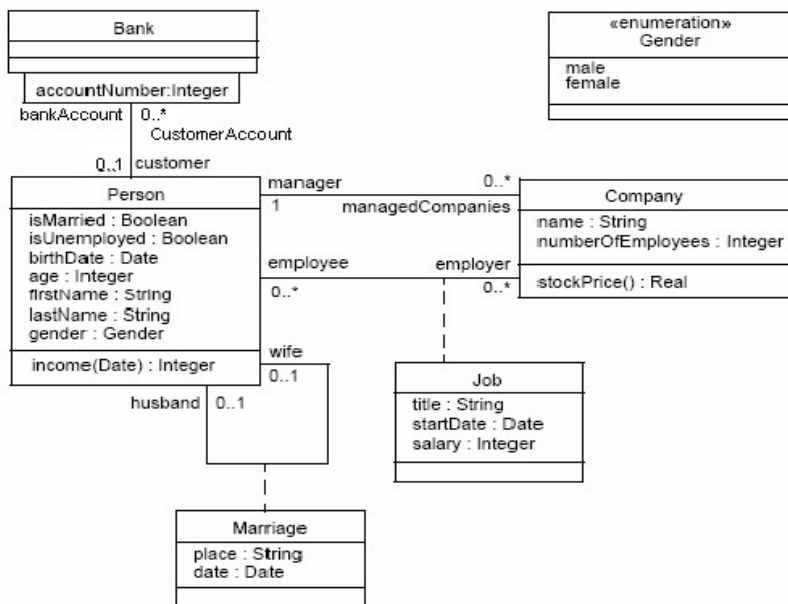 Bank
accountNumber:Integer
bankAccount 0..*
CustomerAccount
0..1 customer
«enumeration»
Gender
male
female
Person
isMarried : Boolean
isUnemployed : Boolean
birthDate : Date
age : Integer
firstName : String
lastName : String
gender : Gender
income(Date) : Integer
manager 0..*
1 managedCompanies
employee employer
0..* 0..*
Company
name : String
numberOfEmployees : Integer
stockPrice() : Real
wife
0..1
husband 0..1
Job
title : String
startDate : Date
salary : Integer
Marriage
place : String
date : Date